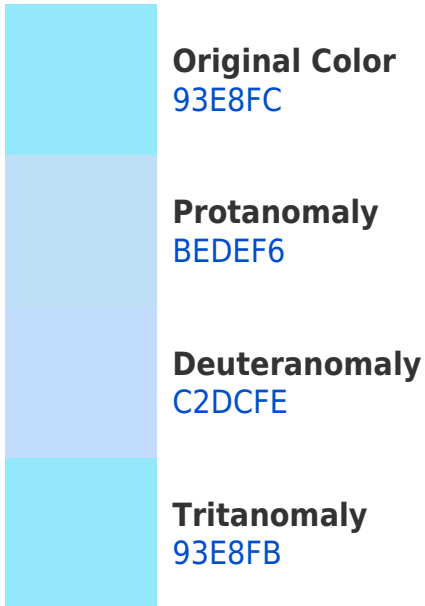 Original Color
93E8FC
Protanomaly
BEDEF6
Deuteranomaly
C2DCFE
Tritanomaly
93E8FB